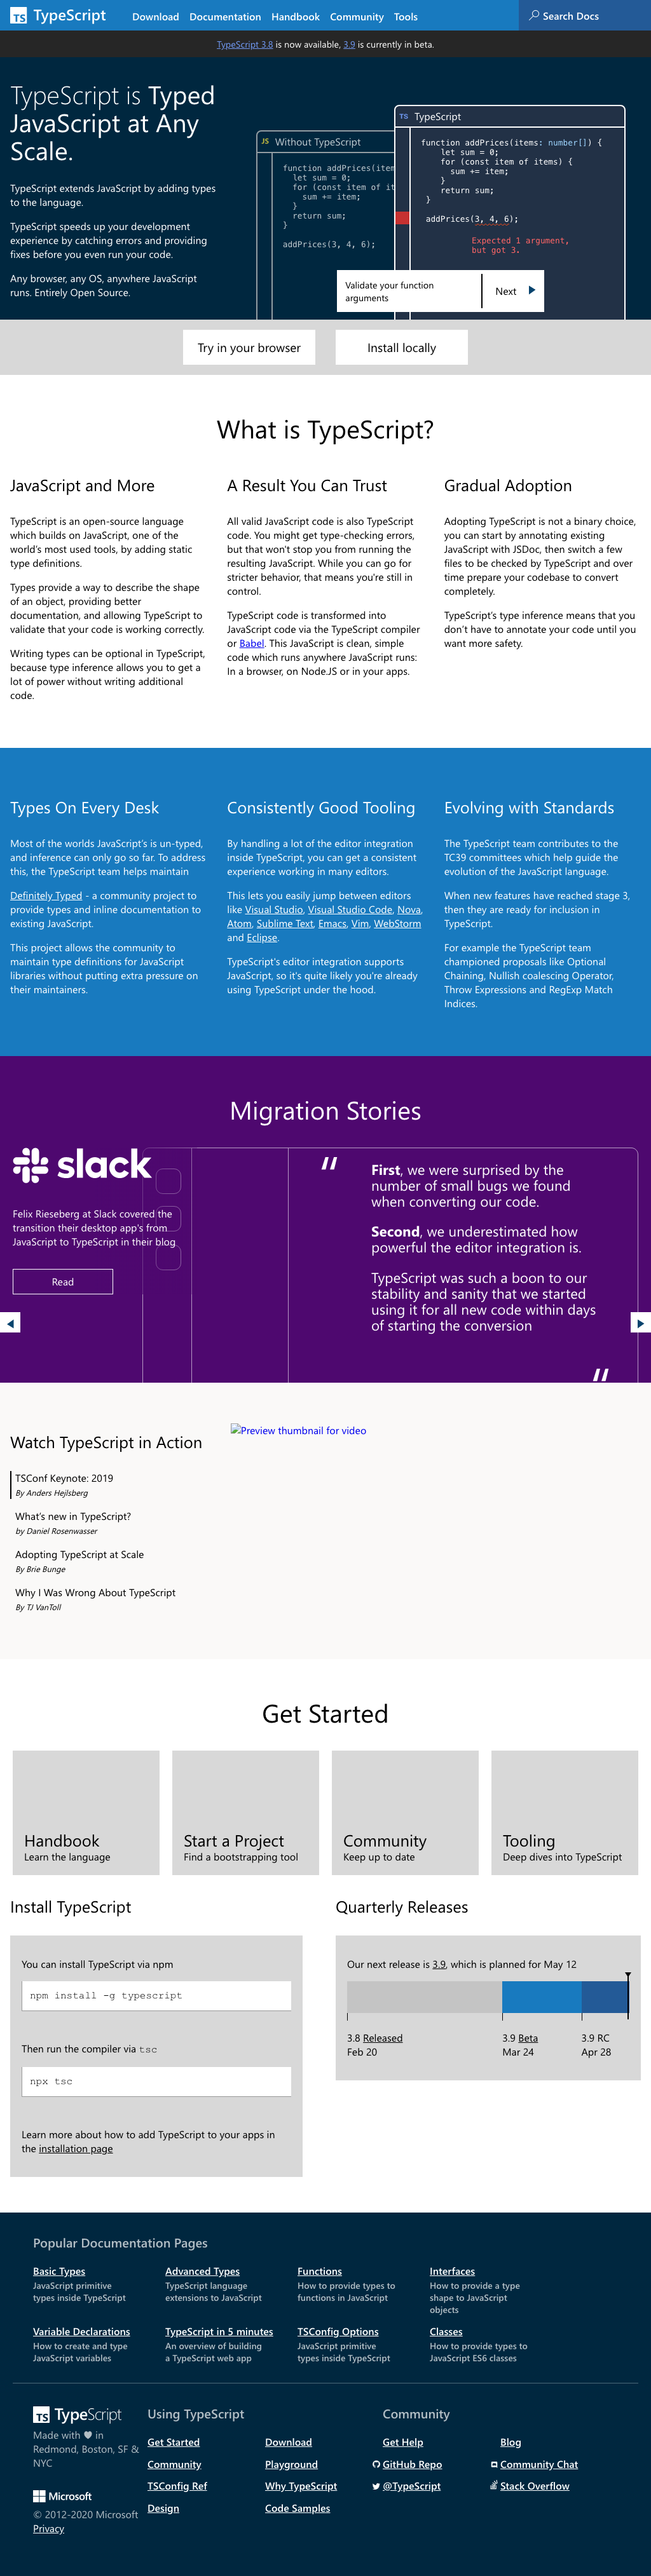 TS TypeScript Download Documentation Handbook Community Tools Search Docs
TypeScript 3.8 is now available, 3.9 is currently in beta.
TypeScript is Typed
JavaScript at Any
Scale.
TypeScript extends JavaScript by adding types
to the language.
TypeScript speeds up your development
experience by catching errors and providing
fixes before you even run your code.
Any browser, any OS, anywhere JavaScript
runs. Entirely Open Source.
JS Without TypeScript
function addPrices(item
let sum = 0;
for (const item of it
sum += item;
}
return sum;
}
addPrices(3, 4, 6);
TS TypeScript
function addPrices(items: number[]) {
let sum = 0;
for (const item of items) {
sum += item;
}
return sum;
}
addPrices(3, 4, 6);
Expected 1 argument,
but got 3.
Validate your function
arguments
Next
Try in your browser
Install locally
What is TypeScript?
JavaScript and More
TypeScript is an open-source language
which builds on JavaScript, one of the
world's most used tools, by adding static
type definitions.
Types provide a way to describe the shape
of an object, providing better
documentation, and allowing TypeScript to
validate that your code is working correctly.
Writing types can be optional in TypeScript,
because type inference allows you to get a
lot of power without writing additional
code.
A Result You Can Trust
All valid JavaScript code is also TypeScript
code. You might get type-checking errors,
but that won't stop you from running the
resulting JavaScript. While you can go for
stricter behavior, that means you're still in
control.
TypeScript code is transformed into
JavaScript code via the TypeScript compiler
or Babel. This JavaScript is clean, simple
code which runs anywhere JavaScript runs:
In a browser, on Node.JS or in your apps.
Gradual Adoption
Adopting TypeScript is not a binary choice,
you can start by annotating existing
JavaScript with JSDoc, then switch a few
files to be checked by TypeScript and over
time prepare your codebase to convert
completely.
TypeScript's type inference means that you
don't have to annotate your code until you
want more safety.
Types On Every Desk
Most of the worlds JavaScript's is un-typed,
and inference can only go so far. To address
this, the TypeScript team helps maintain
Definitely Typed - a community project to
provide types and inline documentation to
existing JavaScript.
This project allows the community to
maintain type definitions for JavaScript
libraries without putting extra pressure on
their maintainers.
Consistently Good Tooling
By handling a lot of the editor integration
inside TypeScript, you can get a consistent
experience working in many editors.
This lets you easily jump between editors
like Visual Studio, Visual Studio Code, Nova,
Atom, Sublime Text, Emacs, Vim, WebStorm
and Eclipse.
TypeScript's editor integration supports
JavaScript, so it's quite likely you're already
using TypeScript under the hood.
Evolving with Standards
The TypeScript team contributes to the
TC39 committees which help guide the
evolution of the JavaScript language.
When new features have reached stage 3,
then they are ready for inclusion in
TypeScript.
For example the TypeScript team
championed proposals like Optional
Chaining, Nullish coalescing Operator,
Throw Expressions and RegExp Match
Indices.
Migration Stories
slack
Felix Rieseberg at Slack covered the
transition their desktop app's from
JavaScript to TypeScript in their blog
Read
“
First, we were surprised by the
number of small bugs we found
when converting our code.
Second, we underestimated how
powerful the editor integration is.
TypeScript was such a boon to our
stability and sanity that we started
using it for all new code within days
of starting the conversion
”
Watch TypeScript in Action
TSConf Keynote: 2019
By Anders Hejlsberg
What's new in TypeScript?
by Daniel Rosenwasser
Adopting TypeScript at Scale
By Brie Bunge
Why I Was Wrong About TypeScript
By TJ VanToll
Preview thumbnail for video
Get Started
Handbook
Learn the language
Start a Project
Find a bootstrapping tool
Community
Keep up to date
Tooling
Deep dives into TypeScript
Install TypeScript
You can install TypeScript via npm
npm install -g typescript
Then run the compiler via tsc
npx tsc
Learn more about how to add TypeScript to your apps in
the installation page
Quarterly Releases
Our next release is 3.9, which is planned for May 12
3.8 Released
Feb 20
3.9 Beta
Mar 24
3.9 RC
Apr 28
Popular Documentation Pages
Basic Types
JavaScript primitive
types inside TypeScript
Advanced Types
TypeScript language
extensions to JavaScript
Functions
How to provide types to
functions in JavaScript
Interfaces
How to provide a type
shape to JavaScript
objects
Variable Declarations
How to create and type
JavaScript variables
TypeScript in 5 minutes
An overview of building
a TypeScript web app
TSConfig Options
JavaScript primitive
types inside TypeScript
Classes
How to provide types to
JavaScript ES6 classes
TS TypeScript
Made with ♥ in
Redmond, Boston, SF &
NYC
Microsoft
© 2012-2020 Microsoft
Privacy
Using TypeScript
Get Started
Download
Community
Playground
TSConfig Ref
Why TypeScript
Design
Code Samples
Community
Get Help
Blog
GitHub Repo
Community Chat
@TypeScript
Stack Overflow